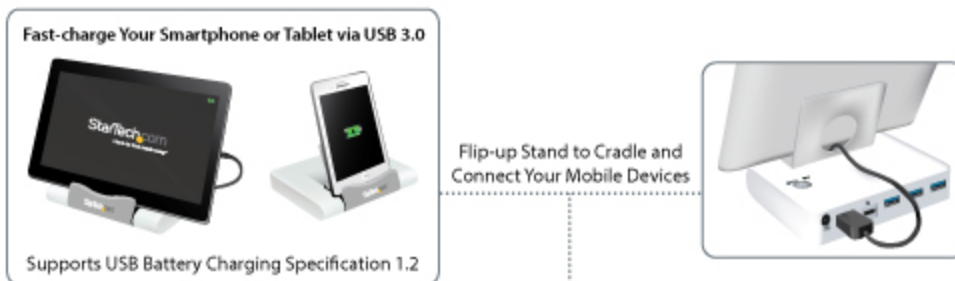 Fast-charge Your Smartphone or Tablet via USB 3.0
StarTech.com
Flip-up Stand to Cradle and
Connect Your Mobile Devices
Supports USB Battery Charging Specification 1.2